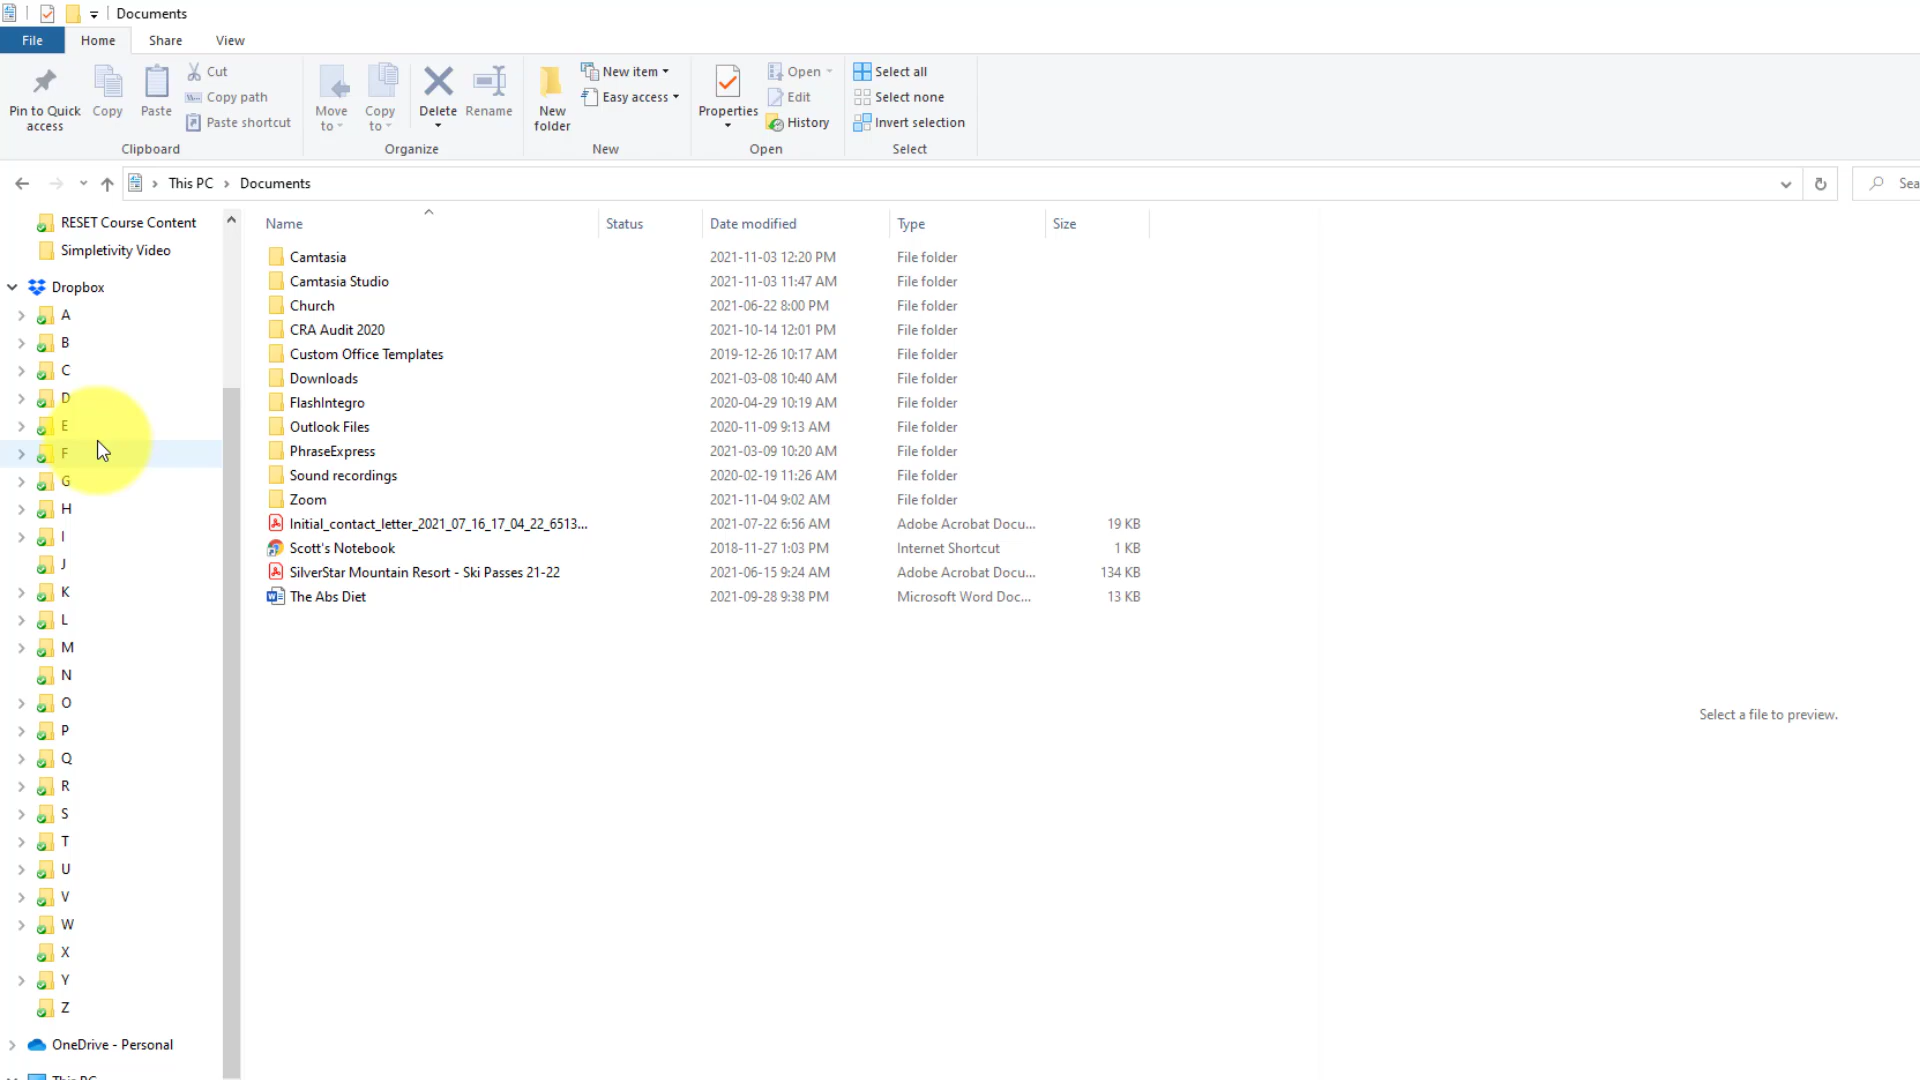 Documents
File Home Share View
Cut New item Open Select all
Copy path Easy access Edit Select none
Pin to Quick access Copy Paste Paste shortcut Move to Copy to Delete Rename New folder Properties History Invert selection
Clipboard Organize New Open Select
This PC Documents Sea
RESET Course Content
Simpletivity Video
Dropbox
A
B
C
D
E
F
G
H
I
J
K
L
M
N
O
P
Q
R
S
T
U
V
W
X
Y
Z
OneDrive - Personal
This PC
Name Status Date modified Type Size
Camtasia 2021-11-03 12:20 PM File folder
Camtasia Studio 2021-11-03 11:47 AM File folder
Church 2021-06-22 8:00 PM File folder
CRA Audit 2020 2021-10-14 12:01 PM File folder
Custom Office Templates 2019-12-26 10:17 AM File folder
Downloads 2021-03-08 10:40 AM File folder
FlashIntegro 2020-04-29 10:19 AM File folder
Outlook Files 2020-11-09 9:13 AM File folder
PhraseExpress 2021-03-09 10:20 AM File folder
Sound recordings 2020-02-19 11:26 AM File folder
Zoom 2021-11-04 9:02 AM File folder
Initial_contact_letter_2021_07_16_17_04_22_6513... 2021-07-22 6:56 AM Adobe Acrobat Docu... 19 KB
Scott's Notebook 2018-11-27 1:03 PM Internet Shortcut 1 KB
SilverStar Mountain Resort - Ski Passes 21-22 2021-06-15 9:24 AM Adobe Acrobat Docu... 134 KB
The Abs Diet 2021-09-28 9:38 PM Microsoft Word Doc... 13 KB
Select a file to preview.